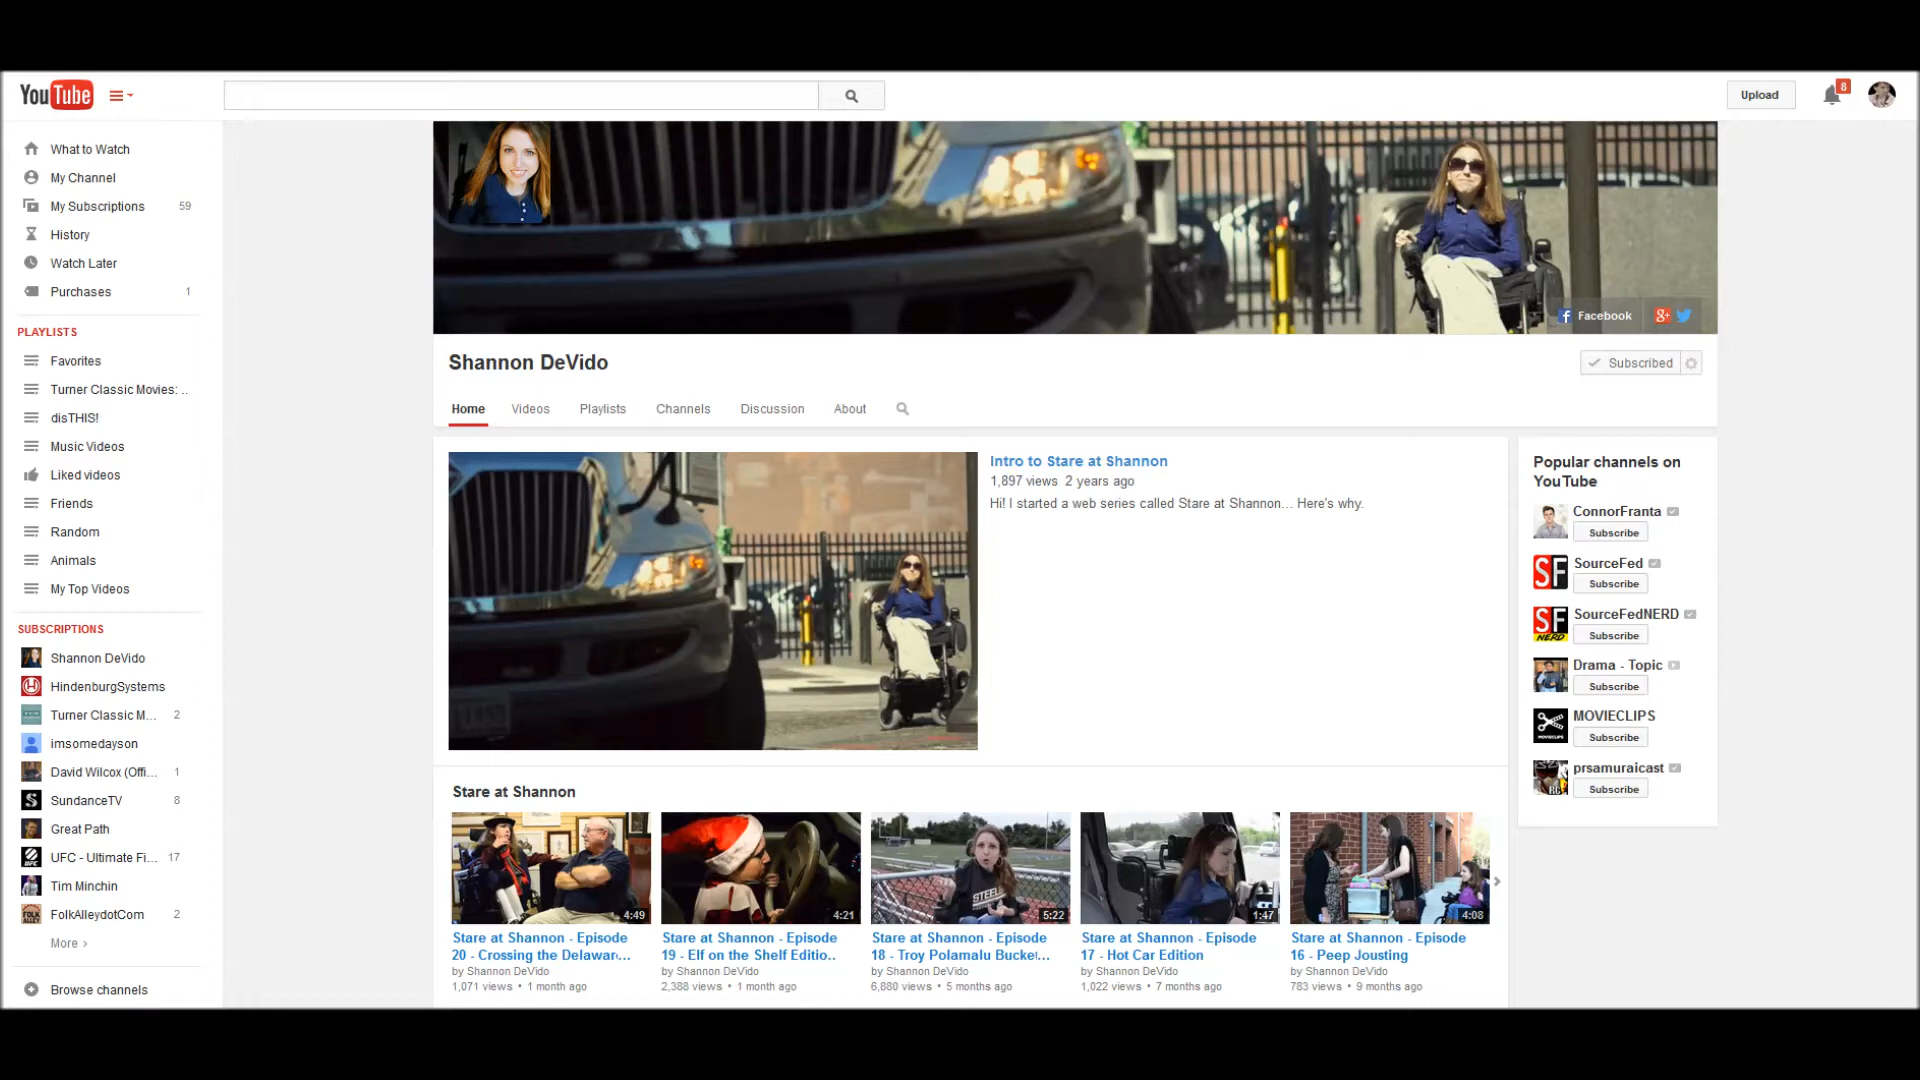 YouTube
Upload
8
What to Watch
My Channel
My Subscriptions 59
History
Watch Later
Purchases 1
PLAYLISTS
Favorites
Turner Classic Movies: ..
disTHIS!
Music Videos
Liked videos
Friends
Random
Animals
My Top Videos
SUBSCRIPTIONS
Shannon DeVido
HindenburgSystems
Turner Classic M... 2
imsomedayson
David Wilcox (Offi... 1
SundanceTV 8
Great Path
UFC - Ultimate Fi... 17
Tim Minchin
FolkAlleydotCom 2
More ›
Browse channels
Facebook
Shannon DeVido
Subscribed
Home Videos Playlists Channels Discussion About
Intro to Stare at Shannon
1,897 views 2 years ago
Hi! I started a web series called Stare at Shannon... Here's why.
Stare at Shannon
4:49
Stare at Shannon - Episode
20 - Crossing the Delawar...
by Shannon DeVido
1,071 views • 1 month ago
4:21
Stare at Shannon - Episode
19 - Elf on the Shelf Editio..
by Shannon DeVido
2,388 views • 1 month ago
STEELE
5:22
Stare at Shannon - Episode
18 - Troy Polamalu Bucket...
by Shannon DeVido
6,880 views • 5 months ago
1:47
Stare at Shannon - Episode
17 - Hot Car Edition
by Shannon DeVido
1,022 views • 7 months ago
4:08
Stare at Shannon - Episode
16 - Peep Jousting
by Shannon DeVido
783 views • 9 months ago
Popular channels on
YouTube
ConnorFranta
Subscribe
SF
SourceFed
Subscribe
SF
NERD
SourceFedNERD
Subscribe
Drama - Topic
Subscribe
MOVIECLIPS
MOVIECLIPS
Subscribe
prsamuraicast
Subscribe